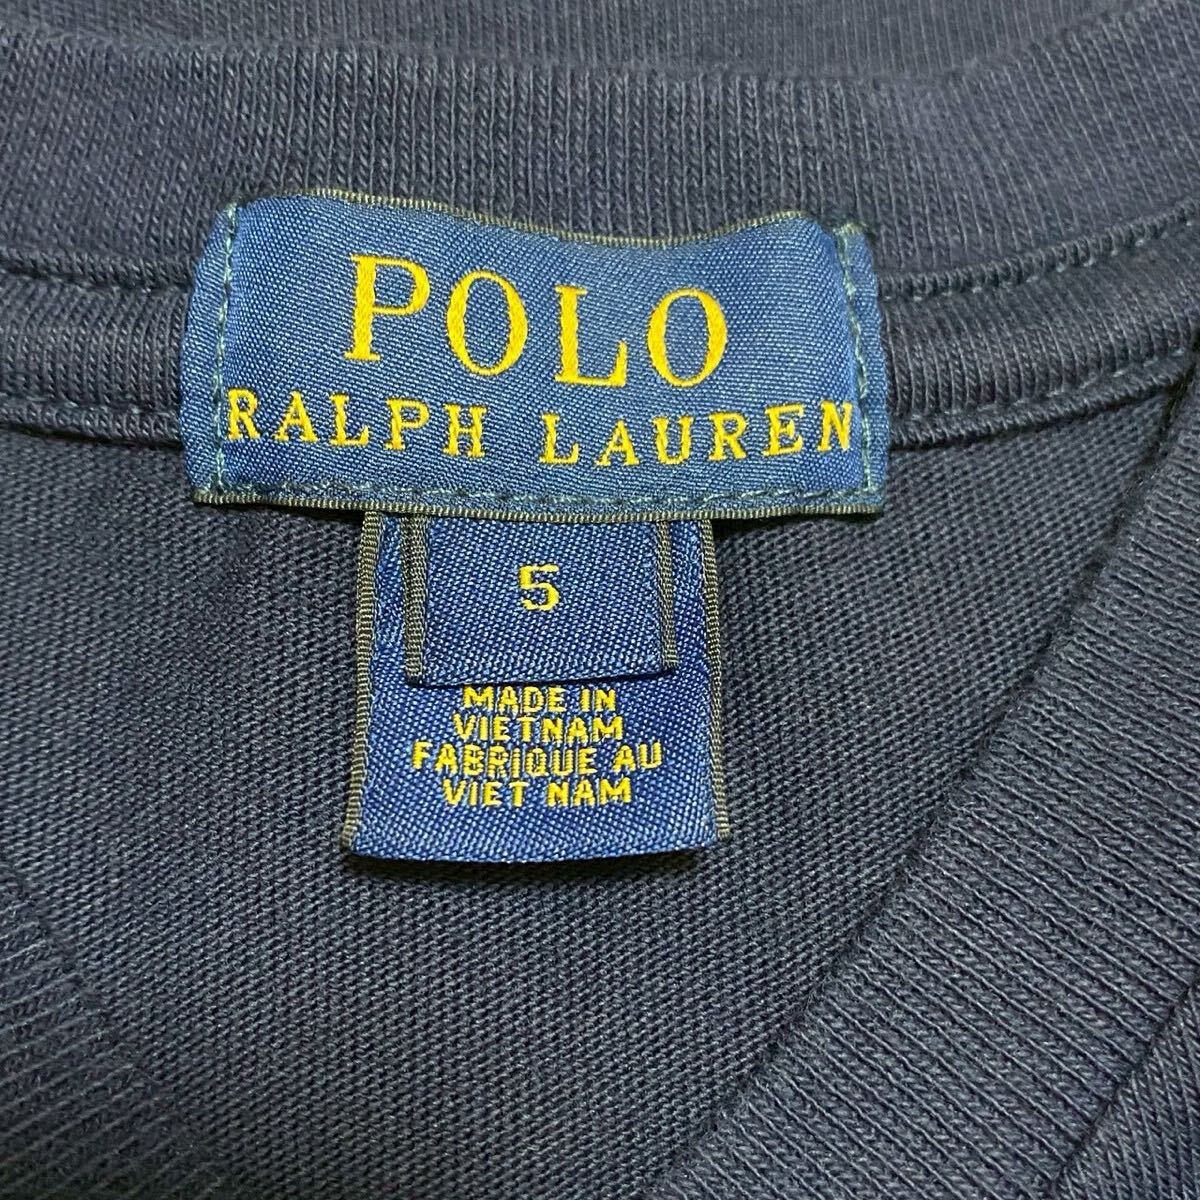 POLO
RALPH LAUREN
5
MADE IN
VIETNAM
FABRIQUE AU
VIET NAM